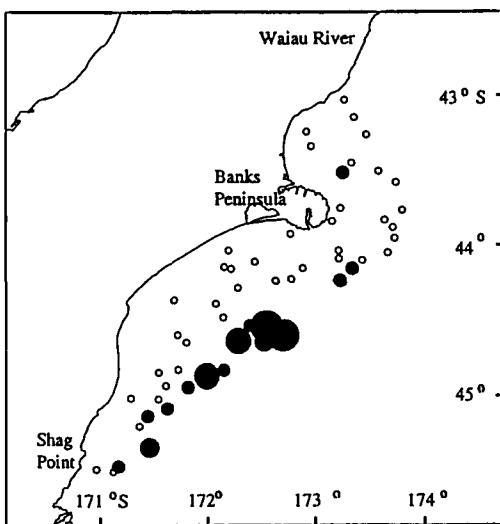 Waiau River
43° S
Banks
Peninsula
44°
45°
Shag
Point
171 °S
172°
173°
174°